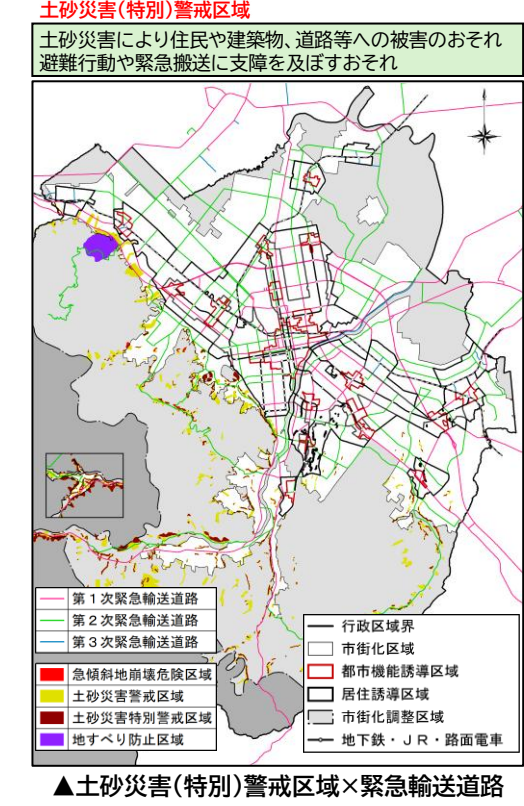 土砂災害(特別)警戒区域
土砂災害により住民や建築物、道路等への被害のおそれ
避難行動や緊急搬送に支障を及ぼすおそれ
第1次緊急輸送道路
第2次緊急輸送道路
第3次緊急輸送道路
急傾斜地崩壊危険区域
土砂災害警戒区域
土砂災害特別警戒区域
地すべり防止区域
行政区域界
市街化区域
都市機能誘導区域
居住誘導区域
市街化調整区域
地下鉄・JR・路面電車
▲土砂災害(特別)警戒区域×緊急輸送道路